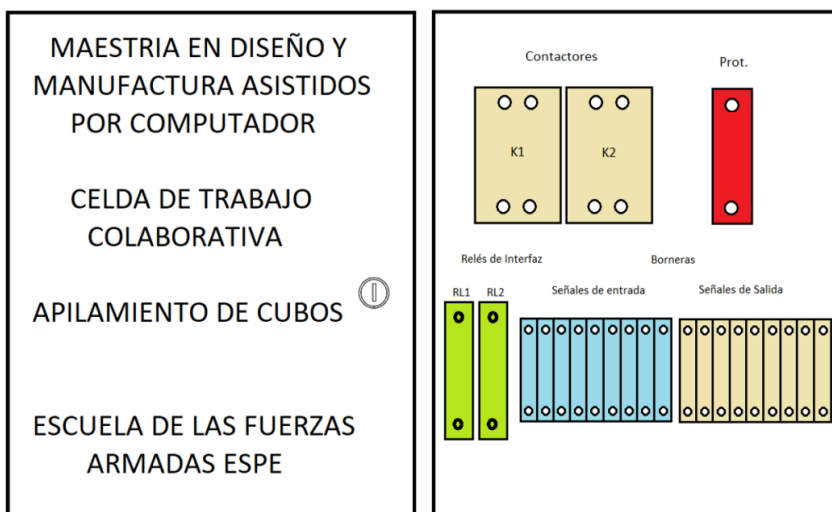 MAESTRIA EN DISEÑO Y
MANUFACTURA ASISTIDOS
POR COMPUTADOR
CELDA DE TRABAJO
COLABORATIVA
APILAMIENTO DE CUBOS
ESCUELA DE LAS FUERZAS
ARMADAS ESPE
Contactores
Prot.
K1
K2
Relés de Interfaz
Borneras
RL1
RL2
Señales de entrada
Señales de Salida